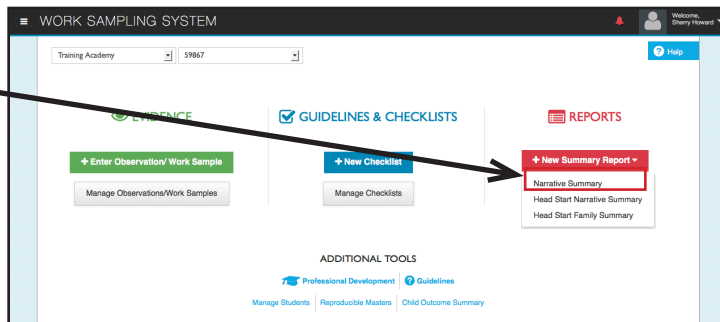 ≡ WORK SAMPLING SYSTEM
Welcome,
Sherry Howard
Training Academy
59867
? Help
EVIDENCE
GUIDELINES & CHECKLISTS
REPORTS
+ Enter Observation/ Work Sample
+ New Checklist
+ New Summary Report
Manage Observations/Work Samples
Manage Checklists
Narrative Summary
Head Start Narrative Summary
Head Start Family Summary
ADDITIONAL TOOLS
Professional Development
? Guidelines
Manage Students
Reproducible Masters
Child Outcome Summary